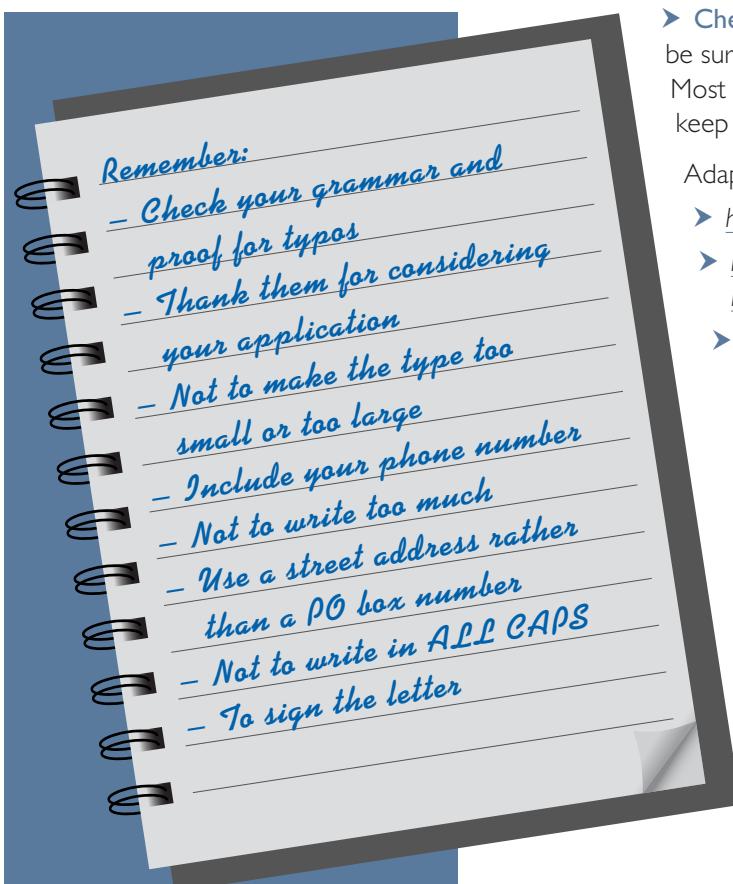 Remember:
– Check your grammar and
proof for typos
– Thank them for considering
your application
– Not to make the type too
small or too large
– Include your phone number
– Not to write too much
– Use a street address rather
than a PO box number
– Not to write in ALL CAPS
– To sign the letter
➤
be sur
Most
keep
Adap
➤
➤
➤